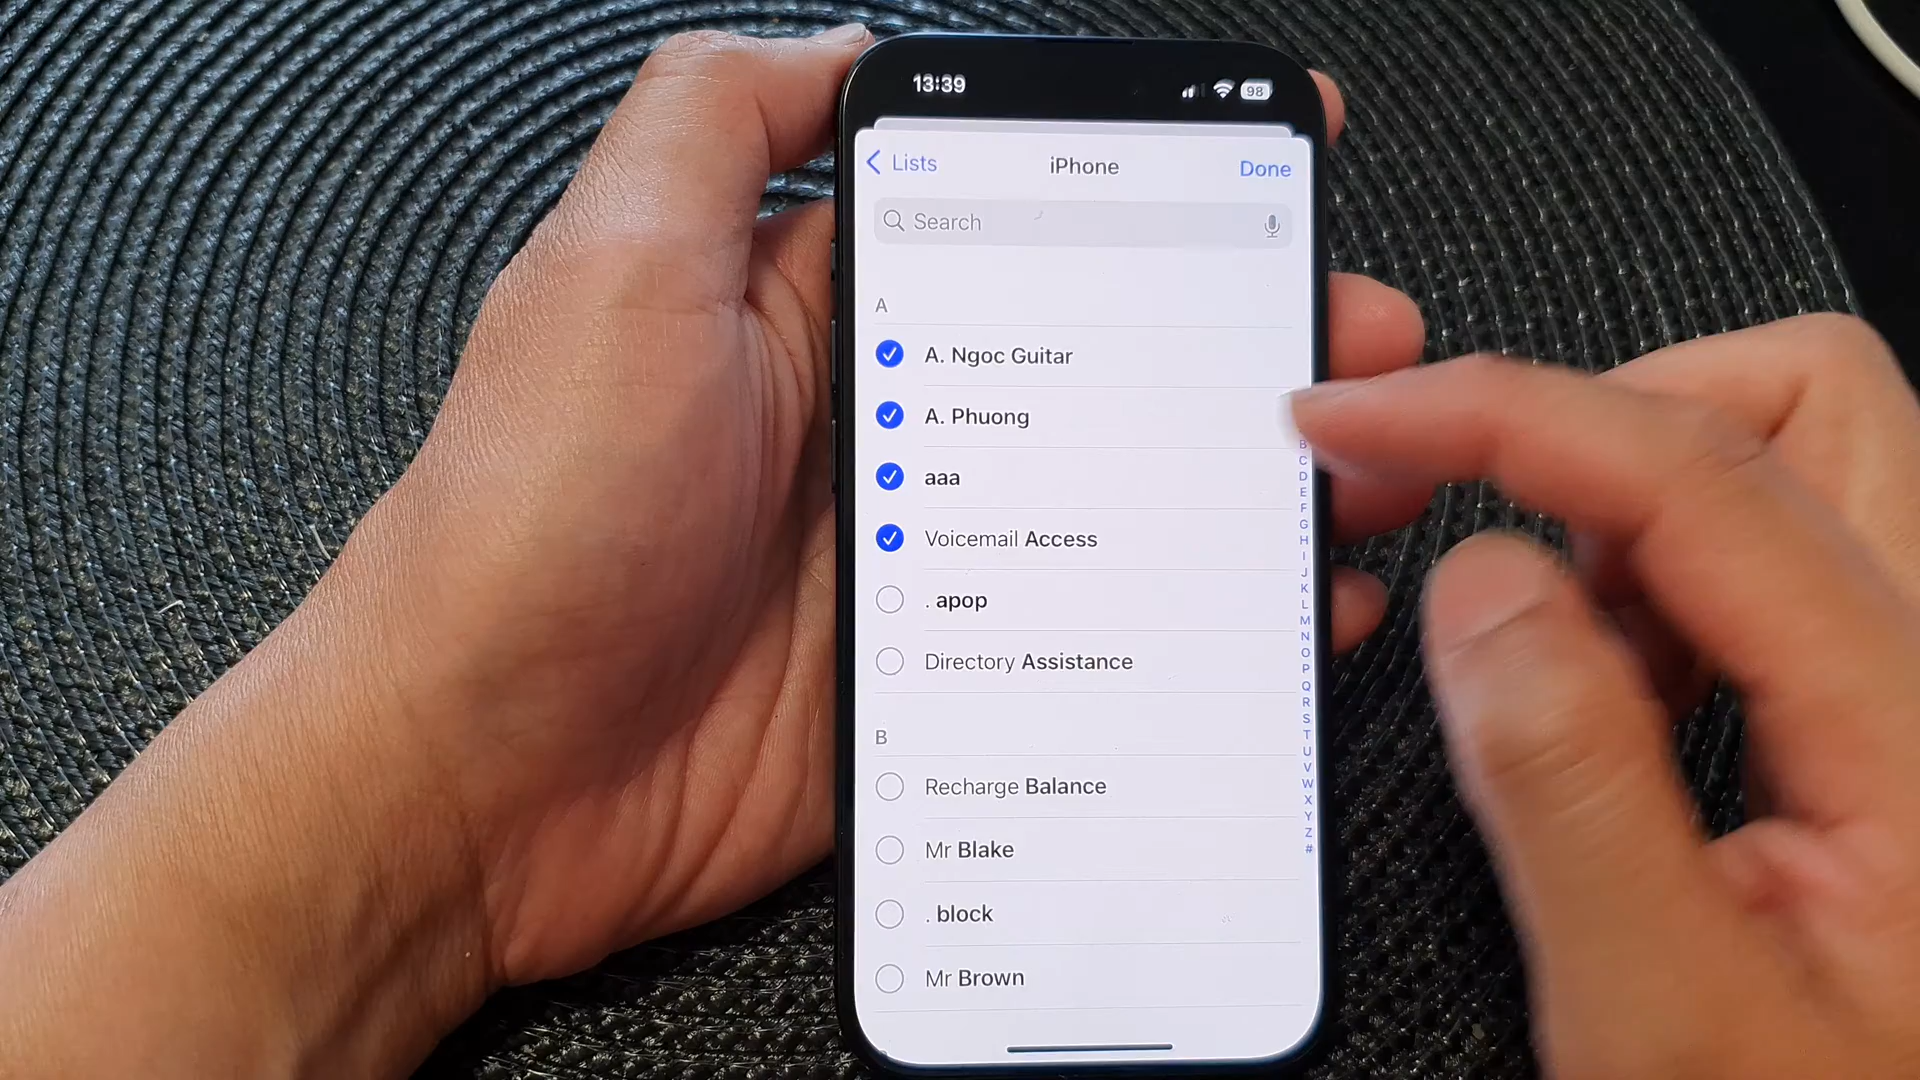 13:39
98
Lists
iPhone
Done
Search
A
A. Ngoc Guitar
A. Phuong
aaa
Voicemail Access
. apop
Directory Assistance
B
Recharge Balance
Mr Blake
. block
Mr Brown
B
C
D
E
F
G
H
I
J
K
L
M
N
O
P
Q
R
S
T
U
V
W
X
Y
Z
#